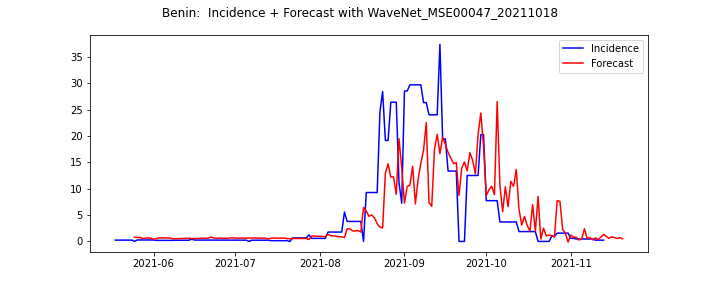 Benin:  Incidence + Forecast with WaveNet_MSE00047_20211018
Incidence
Forecast
35
30
25
20
15
10
5
0
2021-06 2021-07 2021-08 2021-09 2021-10 2021-11